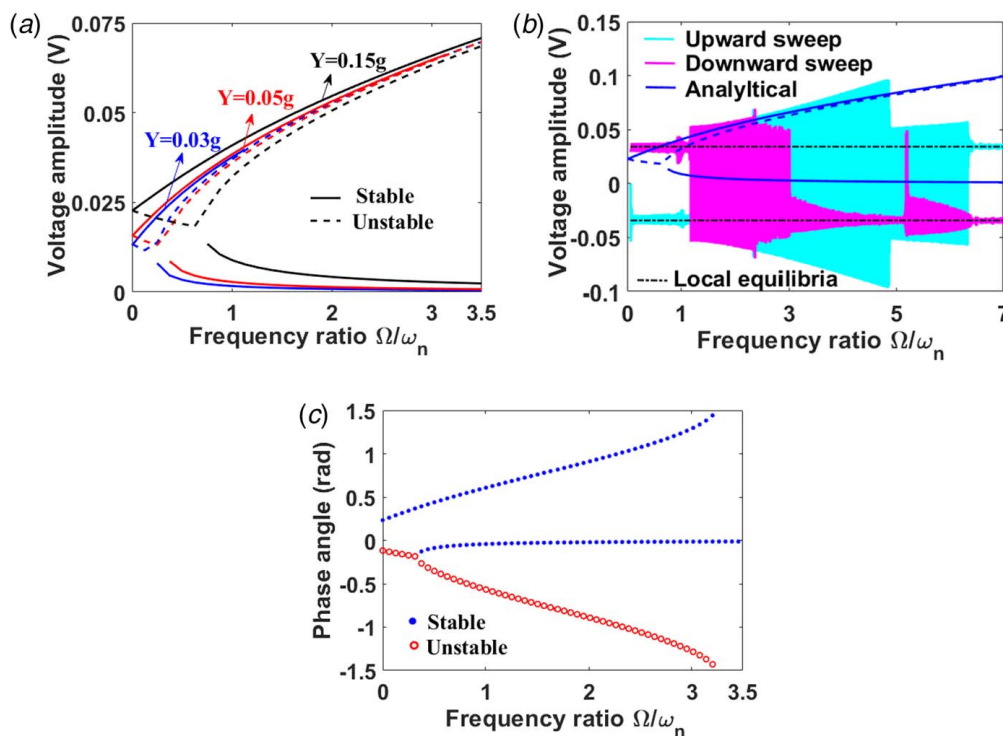 (a)
0.075
0.05
0.025
0
Voltage amplitude (V)
Y=0.15g
Y=0.05g
Y=0.03g
Stable
Unstable
0 1 2 3 3.5
Frequency ratio Ω/ωn
(b)
0.15
0.1
0.05
0
-0.05
-0.1
Voltage amplitude (V)
Upward sweep
Downward sweep
Analyltical
Local equilibria
0 1 3 5 7
Frequency ratio Ω/ωn
(c)
1.5
1
0.5
0
-0.5
-1
-1.5
Phase angle (rad)
Stable
Unstable
0 1 2 3 3.5
Frequency ratio Ω/ωn